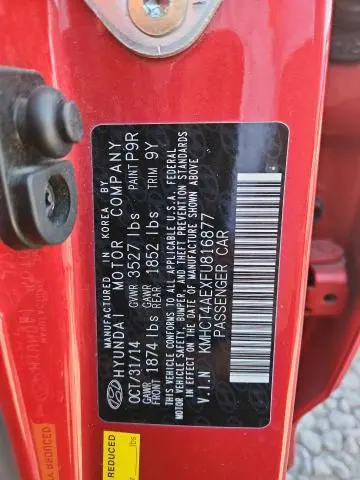 MANUFACTURED IN KOREA BY
HYUNDAI MOTOR COMPANY
OCT/31/14 GVWR 3527 lbs PAINT P9R
GAWR FRONT 1874 lbs GAWR REAR 1852 lbs TRIM 9Y
THIS VEHICLE CONFORMS TO ALL APPLICABLE U.S.A FEDERAL
MOTOR VEHICLE SAFETY, BUMPER, AND THEFT PREVENTION STANDARDS
IN EFFECT ON THE DATE OF MANUFACTURE SHOWN ABOVE
V.I.N KMHCT4AEXFU816877
PASSENGER CAR
REDUCED
lbs